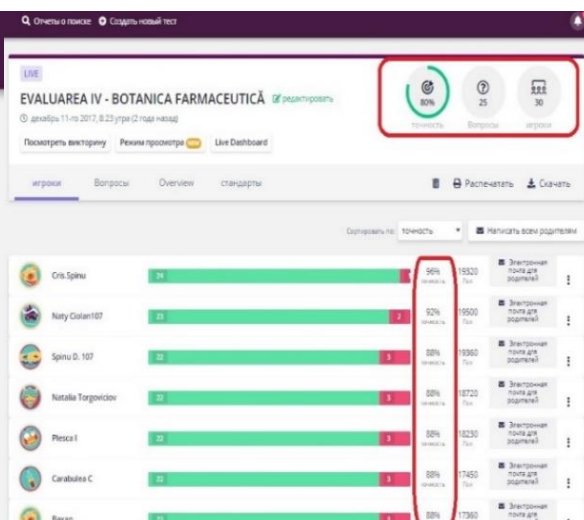 Отчеты о поиске Создать новый тест
LIVE
EVALUAREA IV - BOTANICA FARMACEUTICĂ редактировать
декабрь 11-го 2017, 8:23 утра (2 года назад)
80% 25 30
точность Вопросы игроки
Посмотреть викторину Режим просмотра Live Dashboard
игроки Вопросы Overview стандарты Распечатать Скачать
Сортировать по точность Написать всем родителям
Cris.Spinu 24 96% точность 19320 Электронная почта для родителей
Naty Ciolan107 23 2 92% точность 19500 Электронная почта для родителей
Spinu D. 107 22 3 88% точность 19360 Электронная почта для родителей
Natalia Torgoviciov 22 3 88% точность 18720 Электронная почта для родителей
Plesca I 22 3 88% точность 18230 Электронная почта для родителей
Carabulea C 22 3 88% точность 17450 Электронная почта для родителей
22 3 88% 17360 Электронная почта для